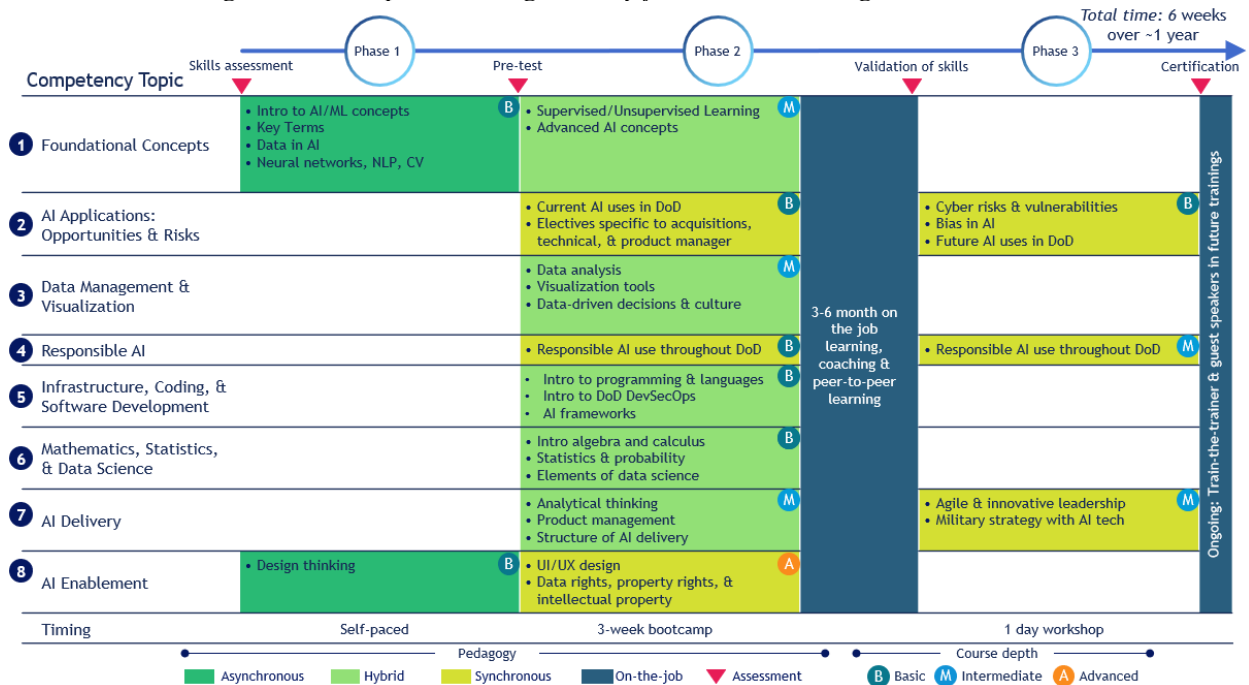 Total time: 6 weeks
over ~1 year
Phase 1
Phase 2
Phase 3
Skills assessment
Pre-test
Validation of skills
Certification
Competency Topic
1
Foundational Concepts
• Intro to AI/ML concepts
• Key Terms
• Data in AI
• Neural networks, NLP, CV
B
• Supervised/Unsupervised Learning
• Advanced AI concepts
M
2
AI Applications:
Opportunities & Risks
• Current AI uses in DoD
• Electives specific to acquisitions,
technical, & product manager
B
• Cyber risks & vulnerabilities
• Bias in AI
• Future AI uses in DoD
B
3
Data Management &
Visualization
• Data analysis
• Visualization tools
• Data-driven decisions & culture
M
3-6 month on
the job
learning,
coaching &
peer-to-peer
learning
4
Responsible AI
• Responsible AI use throughout DoD
B
• Responsible AI use throughout DoD
M
5
Infrastructure, Coding, &
Software Development
• Intro to programming & languages
• Intro to DoD DevSecOps
• AI frameworks
B
6
Mathematics, Statistics,
& Data Science
• Intro algebra and calculus
• Statistics & probability
• Elements of data science
B
7
AI Delivery
• Analytical thinking
• Product management
• Structure of AI delivery
M
• Agile & innovative leadership
• Military strategy with AI tech
M
8
AI Enablement
• Design thinking
B
• UI/UX design
• Data rights, property rights, &
intellectual property
A
Ongoing: Train-the-trainer & guest speakers in future trainings
Timing
Self-paced
3-week bootcamp
1 day workshop
Pedagogy
Course depth
Asynchronous
Hybrid
Synchronous
On-the-job
Assessment
B Basic
M Intermediate
A Advanced